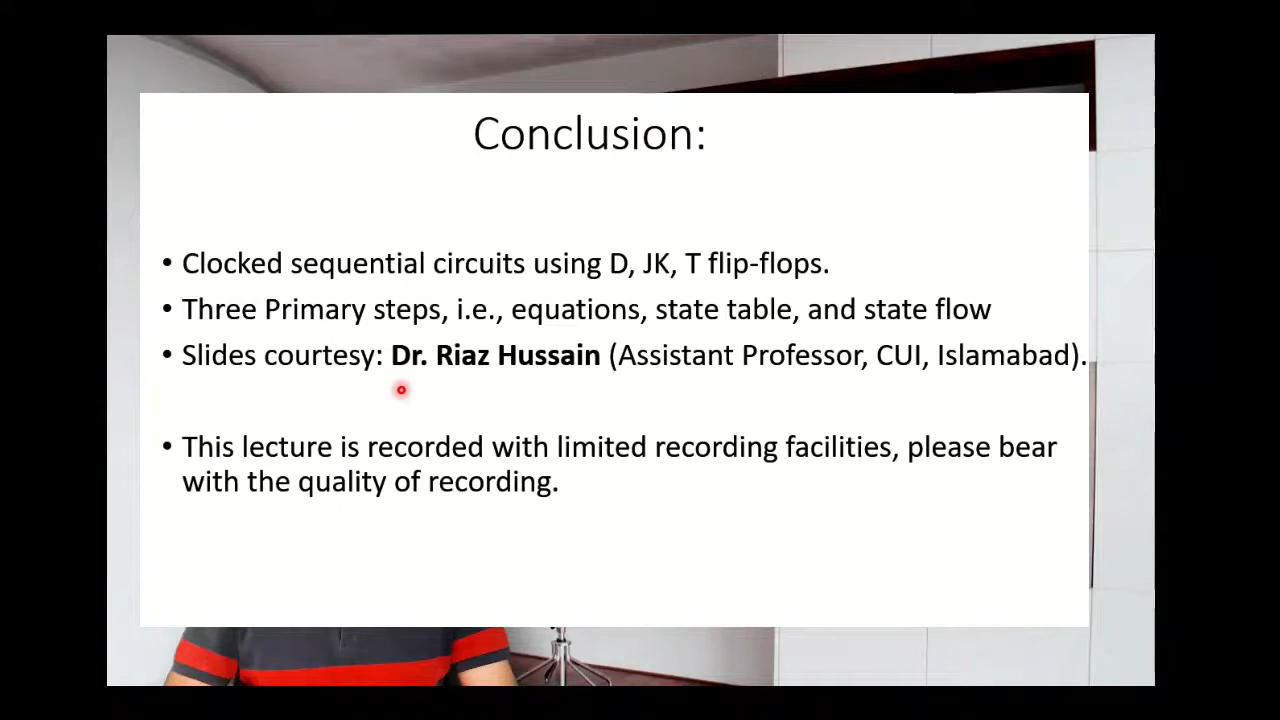 Conclusion:
• Clocked sequential circuits using D, JK, T flip-flops.
• Three Primary steps, i.e., equations, state table, and state flow
• Slides courtesy: Dr. Riaz Hussain (Assistant Professor, CUI, Islamabad).
• This lecture is recorded with limited recording facilities, please bear
with the quality of recording.